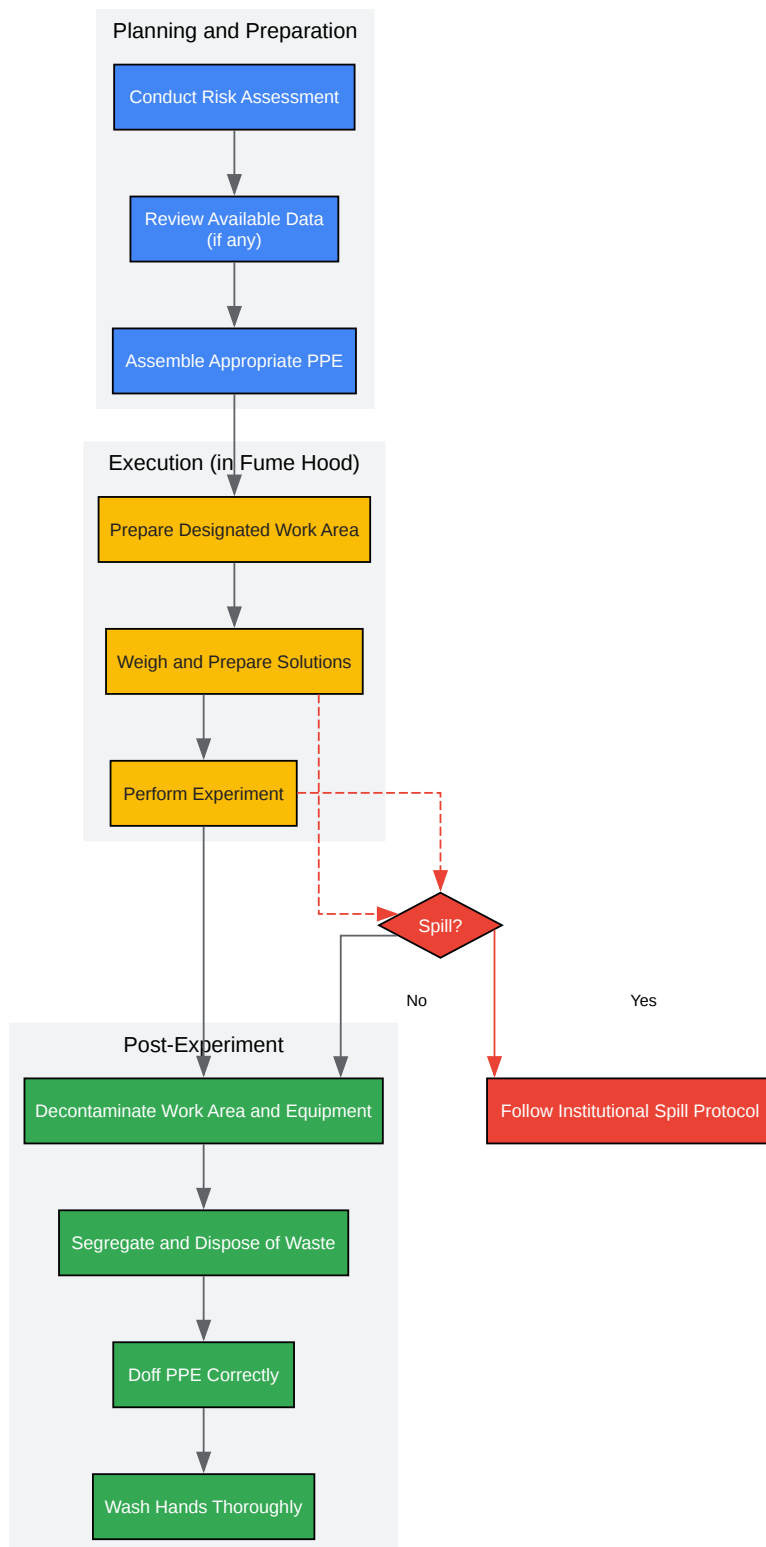 Planning and Preparation
Conduct Risk Assessment
Review Available Data
(if any)
Assemble Appropriate PPE
Execution (in Fume Hood)
Prepare Designated Work Area
Weigh and Prepare Solutions
Perform Experiment
Spill?
No
Yes
Post-Experiment
Decontaminate Work Area and Equipment
Follow Institutional Spill Protocol
Segregate and Dispose of Waste
Doff PPE Correctly
Wash Hands Thoroughly